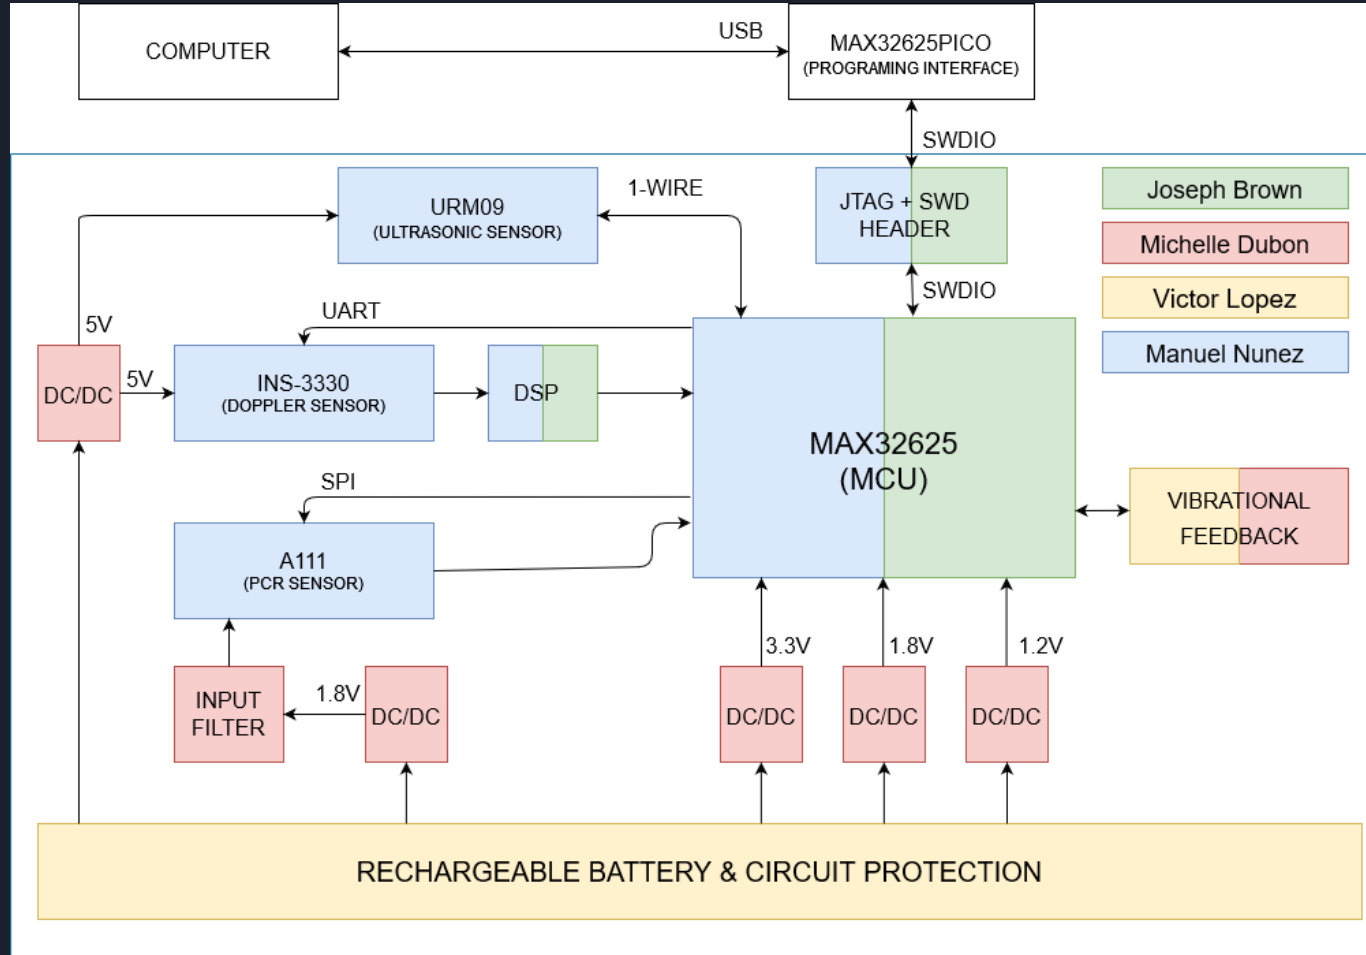 COMPUTER
USB
MAX32625PICO
(PROGRAMING INTERFACE)
SWDIO
URM09
(ULTRASONIC SENSOR)
1-WIRE
JTAG + SWD
HEADER
SWDIO
Joseph Brown
Michelle Dubon
Victor Lopez
Manuel Nunez
5V
DC/DC
5V
UART
INS-3330
(DOPPLER SENSOR)
DSP
MAX32625
(MCU)
VIBRATIONAL
FEEDBACK
SPI
A111
(PCR SENSOR)
INPUT
FILTER
1.8V
DC/DC
3.3V
DC/DC
1.8V
DC/DC
1.2V
DC/DC
RECHARGEABLE BATTERY & CIRCUIT PROTECTION